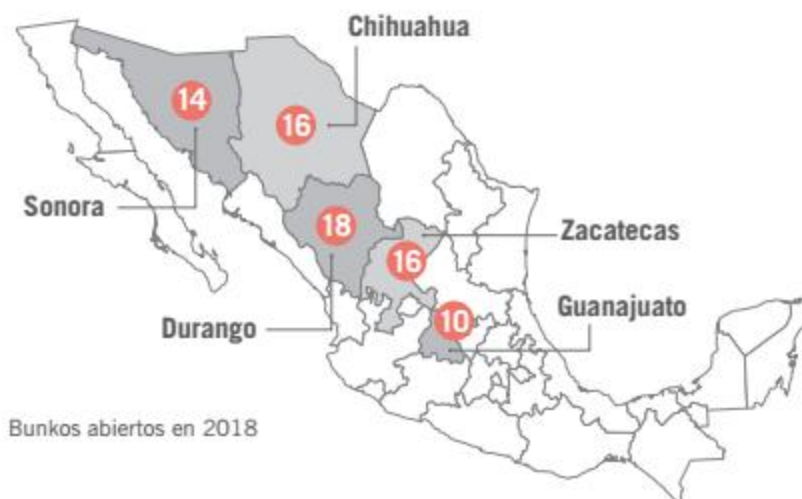 Chihuahua
14
16
Sonora
18
Zacatecas
16
Durango
10
Guanajuato
Bunkos abiertos en 2018